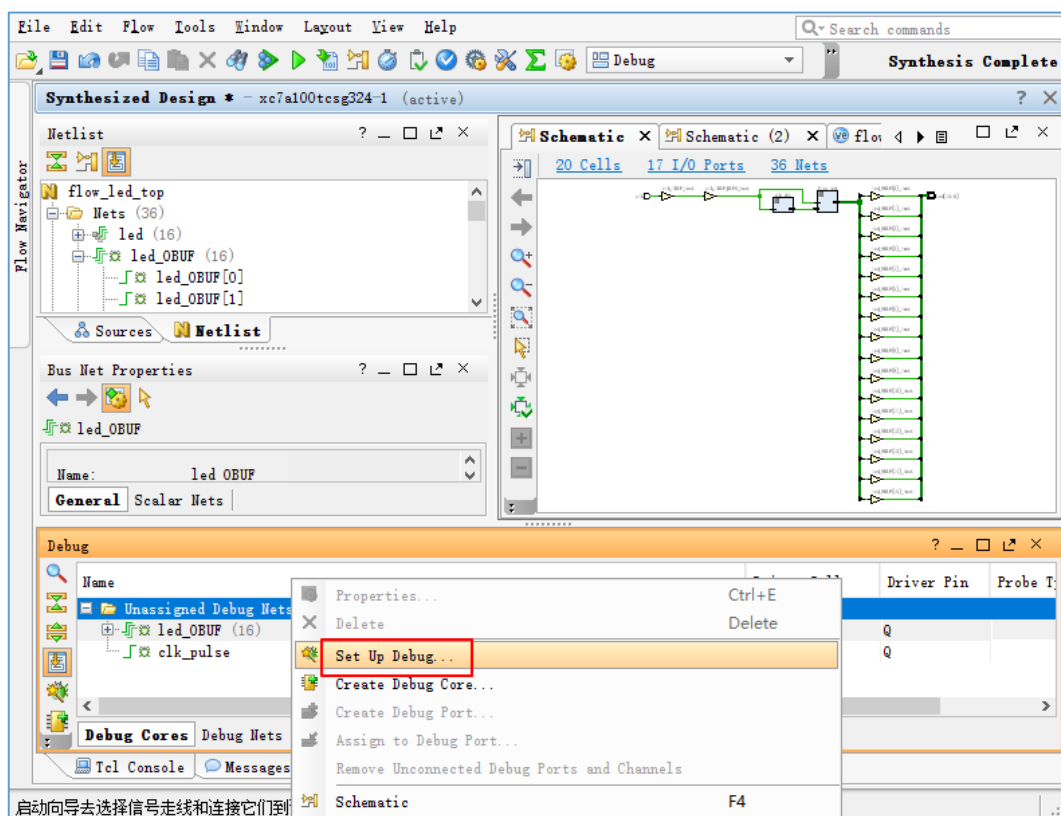 File Edit Flow Tools Window Layout View Help
Search commands
Debug
Synthesis Complete
Synthesized Design * - xc7a100tcsg324-1 (active)
Flow Navigator
Netlist
flow_led_top
Nets (36)
led (16)
led_OBUF (16)
led_OBUF[0]
led_OBUF[1]
Sources
Netlist
Schematic
Schematic (2)
20 Cells
17 I/O Ports
36 Nets
Bus Net Properties
led_OBUF
Name: led_OBUF
General
Scalar Nets
Debug
Name
Driver Pin
Probe T
Unassigned Debug Nets
led_OBUF (16) Q
clk_pulse Q
Properties... Ctrl+E
Delete Delete
Set Up Debug...
Create Debug Core...
Create Debug Port...
Assign to Debug Port...
Remove Unconnected Debug Ports and Channels
Schematic F4
Debug Cores
Debug Nets
Tcl Console
Messages
启动向导去选择信号走线和连接它们到